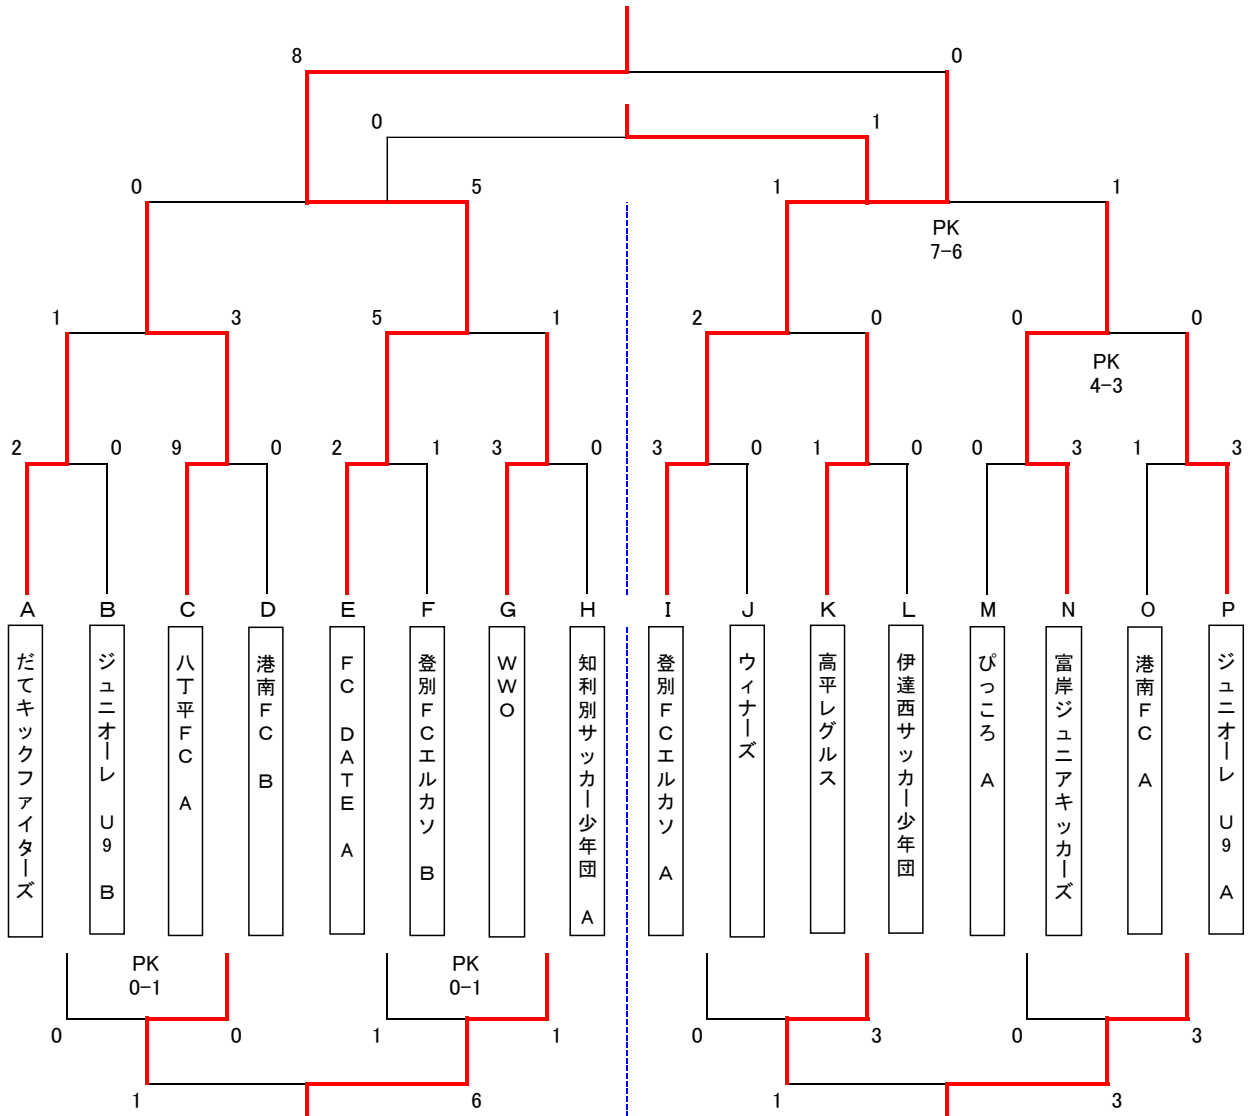 8 0
0 1
0 5 1 1
PK
7-6
1 3 5 1 2 0 0 0
PK
4-3
2 0 9 0 2 1 3 0 3 0 1 0 0 3 1 3
A B C D E F G H I J K L M N O P
だてキックファイターズ
ジュニオーレ U9 B
八丁平FC A
港南FC B
FC DATE A
登別FCエルカソ B
WWO
知利別サッカー少年団 A
登別FCエルカソ A
ウィナーズ
高平レグルス
伊達西サッカー少年団
ぴっころ A
富岸ジュニアキッカーズ
港南FC A
ジュニオーレ U9 A
PK PK
0-1 0-1
0 0 1 1 0 3 0 3
1 6 1 3